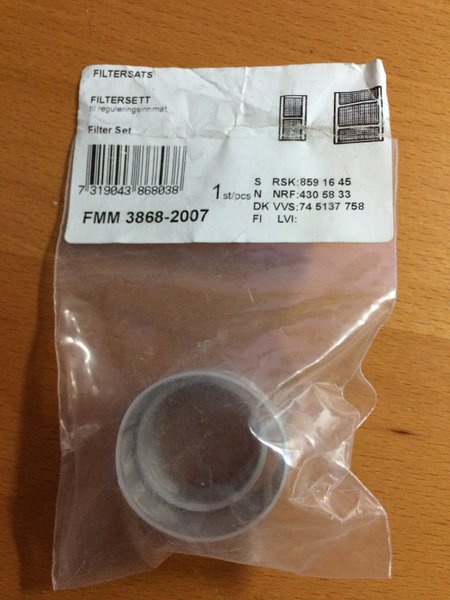 FILTERSATS
FILTERSETT
til reguleringsinnmat
Filter Set
7 319043 868038
1 st/pcs
FMM 3868-2007
S RSK:859 16 45
N NRF:430 58 33
DK VVS:74 5137 758
FI LVI: